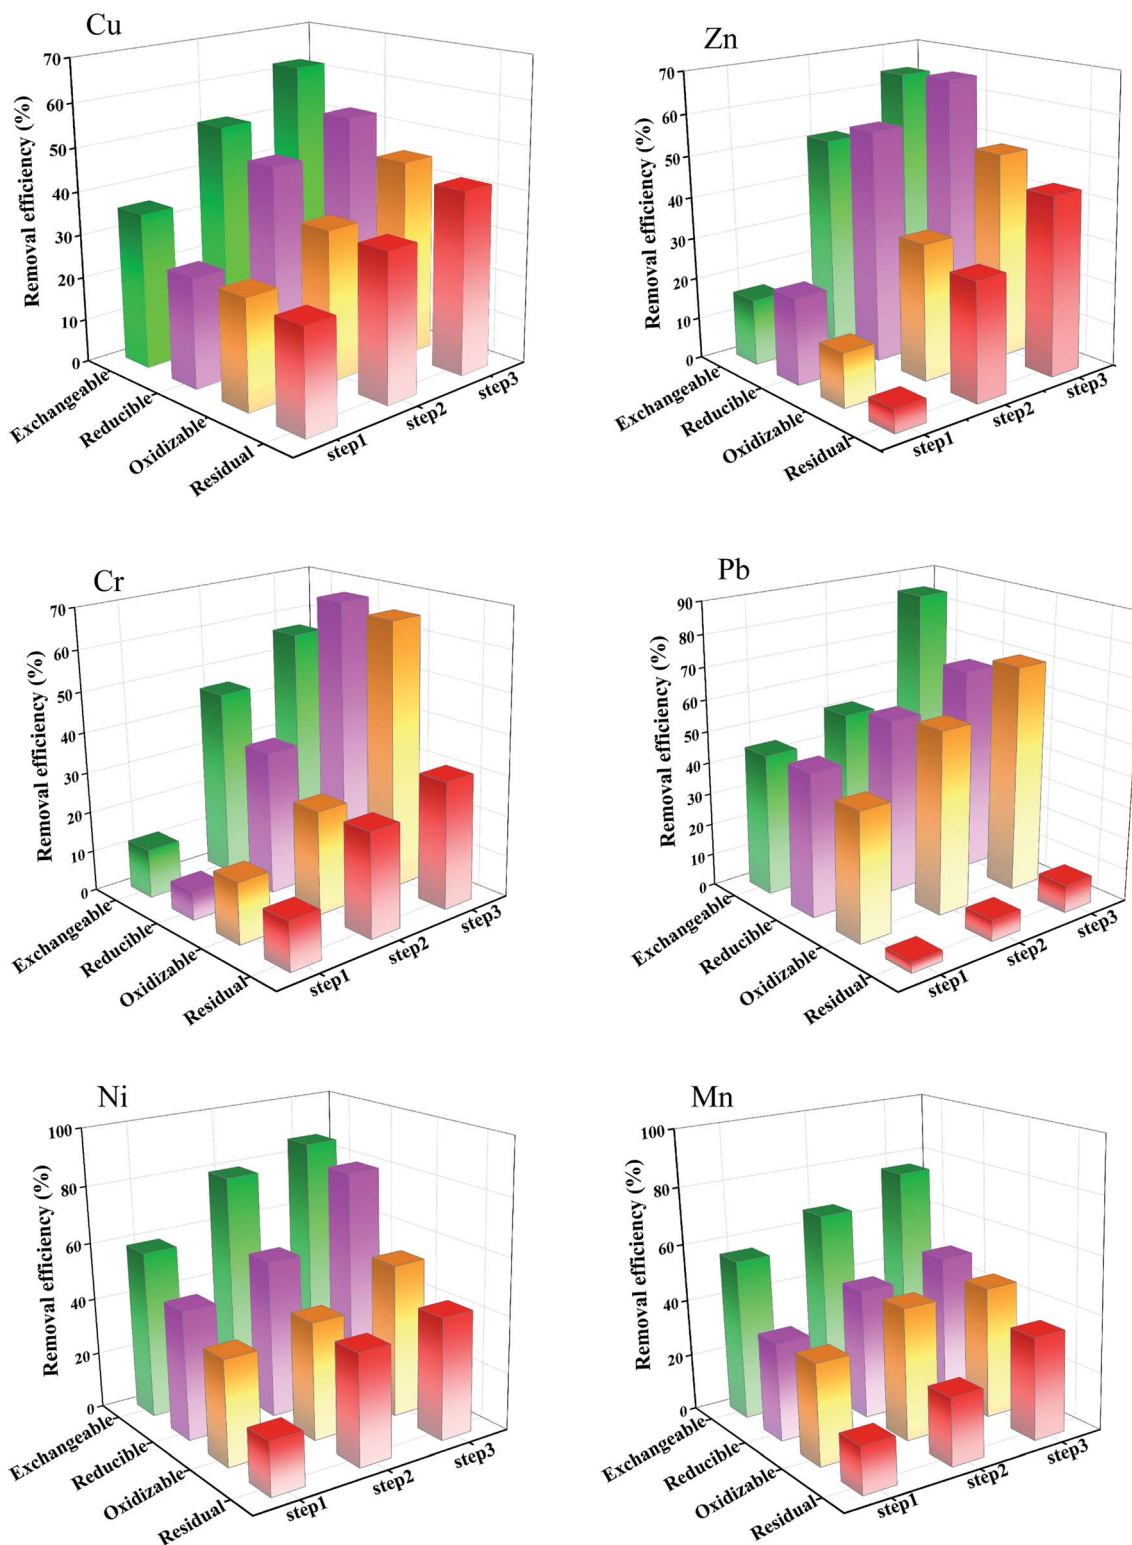 Cu
Removal efficiency (%)
70
60
50
40
30
20
10
0
Exchangeable
Reducible
Oxidizable
Residual
step1
step2
step3
Zn
Removal efficiency (%)
70
60
50
40
30
20
10
0
Exchangeable
Reducible
Oxidizable
Residual
step1
step2
step3
Cr
Removal efficiency (%)
70
60
50
40
30
20
10
0
Exchangeable
Reducible
Oxidizable
Residual
step1
step2
step3
Pb
Removal efficiency (%)
90
80
70
60
50
40
30
20
10
0
Exchangeable
Reducible
Oxidizable
Residual
step1
step2
step3
Ni
Removal efficiency (%)
100
80
60
40
20
0
Exchangeable
Reducible
Oxidizable
Residual
step1
step2
step3
Mn
Removal efficiency (%)
100
80
60
40
20
0
Exchangeable
Reducible
Oxidizable
Residual
step1
step2
step3